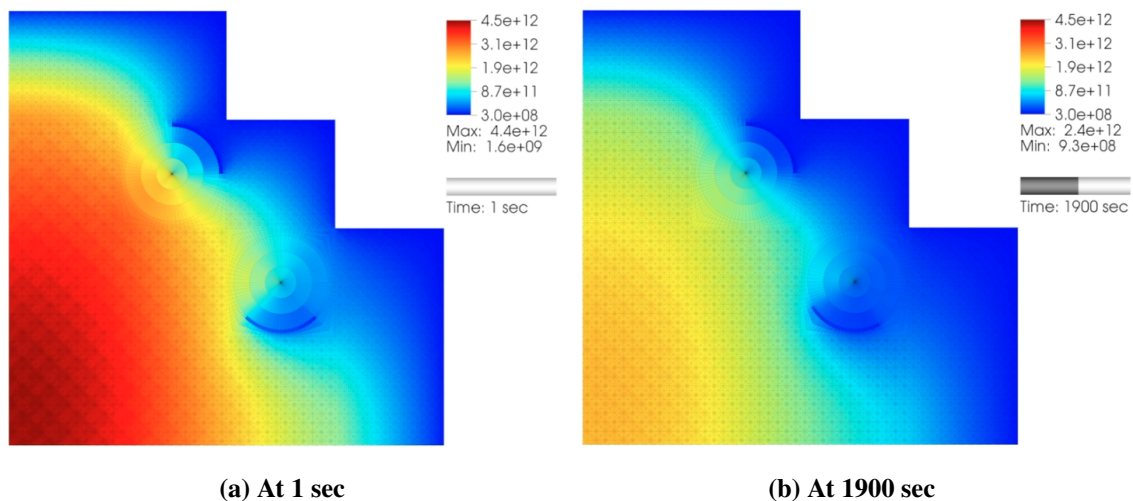 4.5e+12
3.1e+12
1.9e+12
8.7e+11
3.0e+08
Max: 4.4e+12
Min: 1.6e+09
Time: 1 sec
4.5e+12
3.1e+12
1.9e+12
8.7e+11
3.0e+08
Max: 2.4e+12
Min: 9.3e+08
Time: 1900 sec
(a) At 1 sec
(b) At 1900 sec